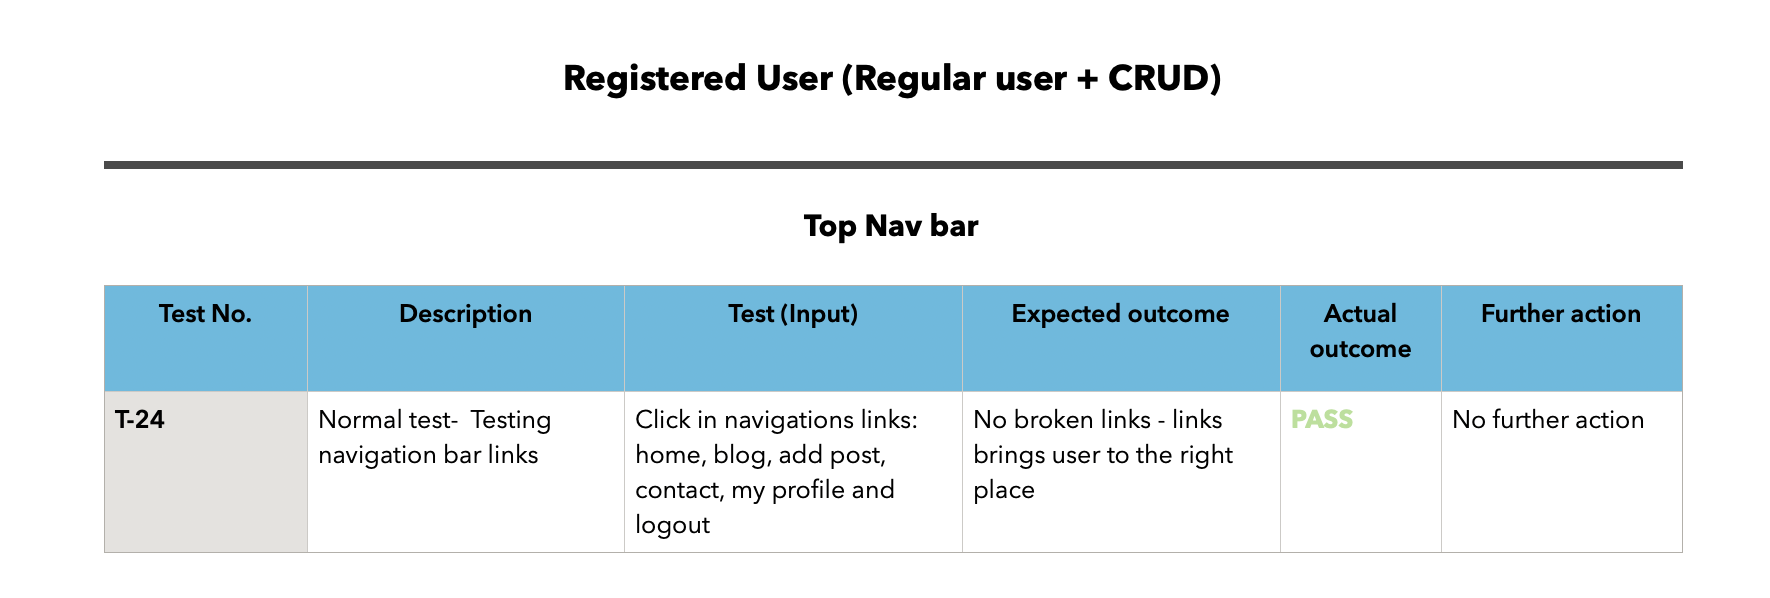 Registered User (Regular user + CRUD)
Top Nav bar
Test No.
Description
Test (Input)
Expected outcome
Actual
outcome
Further action
T-24
Normal test-  Testing
navigation bar links
Click in navigations links:
home, blog, add post,
contact, my profile and
logout
No broken links - links
brings user to the right
place
PASS
No further action